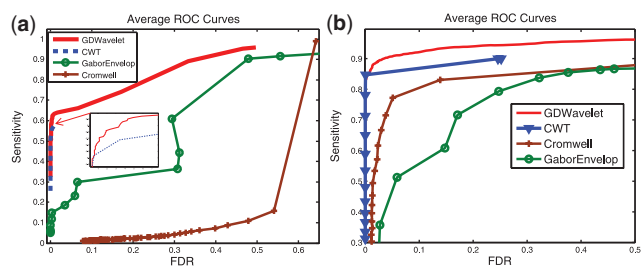 (a)
Average ROC Curves
GDWavelet
CWT
GaborEnvelop
Cromwell
Sensitivity
1
0.9
0.8
0.7
0.6
0.5
0.4
0.3
0.2
0.1
0
0 0.1 0.2 0.3 0.4 0.5 0.6
FDR
(b)
Average ROC Curves
Sensitivity
0.9
0.8
0.7
0.6
0.5
0.4
0.3
GDWavelet
CWT
Cromwell
GaborEnvelop
0 0.1 0.2 0.3 0.4 0.5
FDR